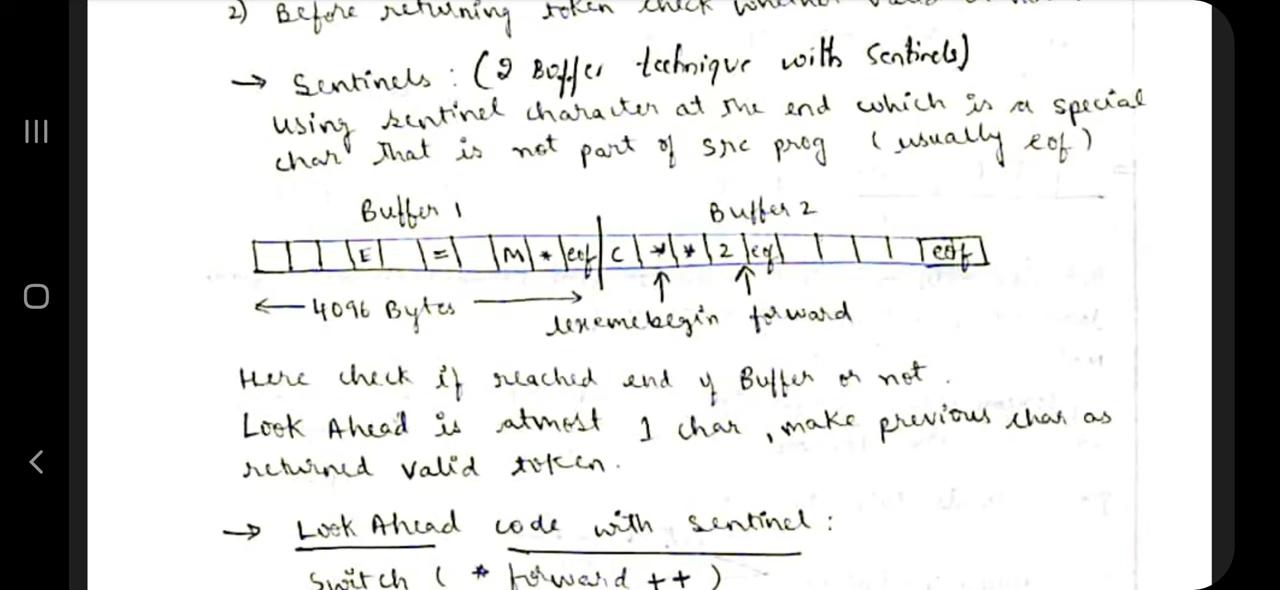 2) Before returning token check
→ Sentinels : (2 Buffer technique with Sentinels)
using sentinel character at the end which is a special
char that is not part of src prog (usually eof)
Buffer 1 Buffer 2
E = M * eof C * * 2 eof eof
← 4096 Bytes →
lexemebegin forward
Here check if reached end of Buffer or not.
Look Ahead is atmost 1 char, make previous char as
returned valid token.
→ Look Ahead code with sentinel :
Switch ( * forward ++ )